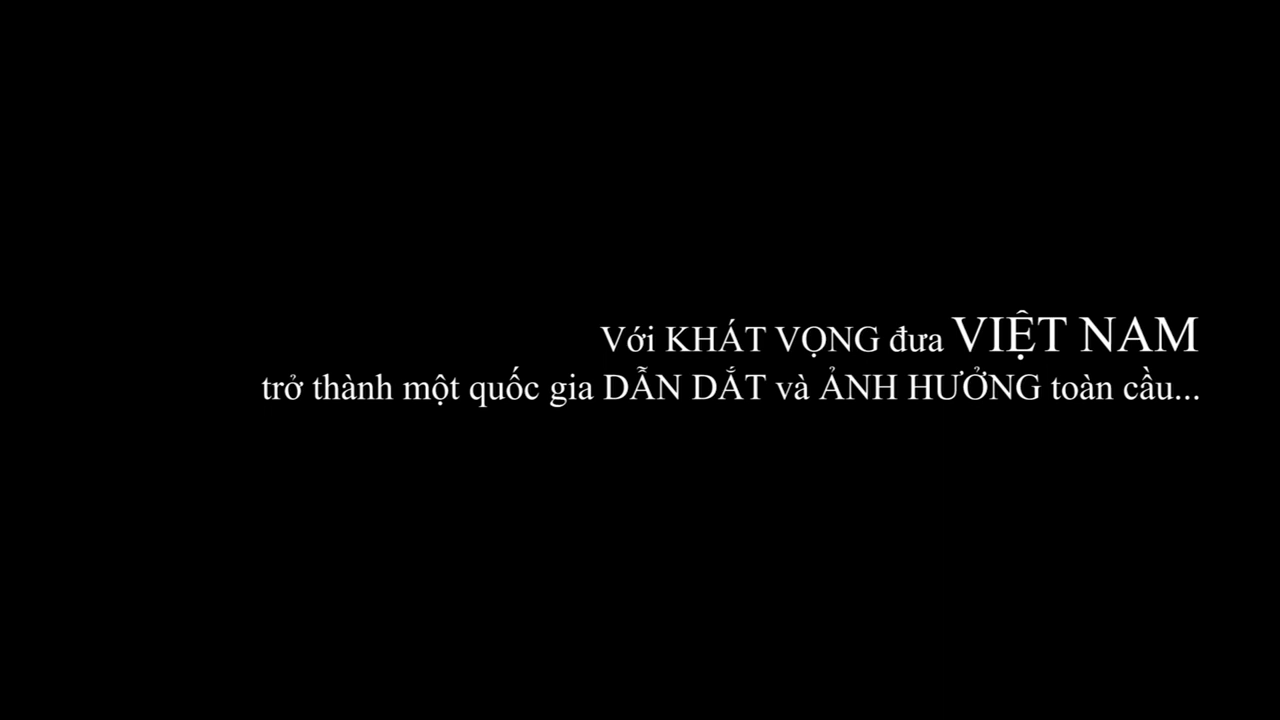 Với KHÁT VỌNG đưa VIỆT NAM
trở thành một quốc gia DẪN DẮT và ẢNH HƯỞNG toàn cầu...